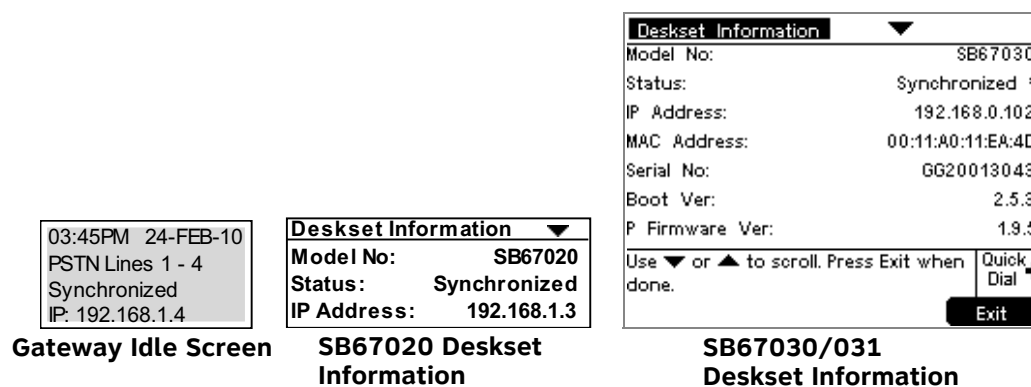 03:45PM 24-FEB-10
PSTN Lines 1 - 4
Synchronized
IP: 192.168.1.4
Gateway Idle Screen
Deskset Information
Model No: SB67020
Status: Synchronized
IP Address: 192.168.1.3
SB67020 Deskset
Information
Deskset Information
Model No: SB67030
Status: Synchronized
IP Address: 192.168.0.102
MAC Address: 00:11:A0:11:EA:4D
Serial No: GG20013043
Boot Ver: 2.5.3
P Firmware Ver: 1.9.5
Use ▼ or ▲ to scroll. Press Exit when
done.
Quick
Dial
Exit
SB67030/031
Deskset Information